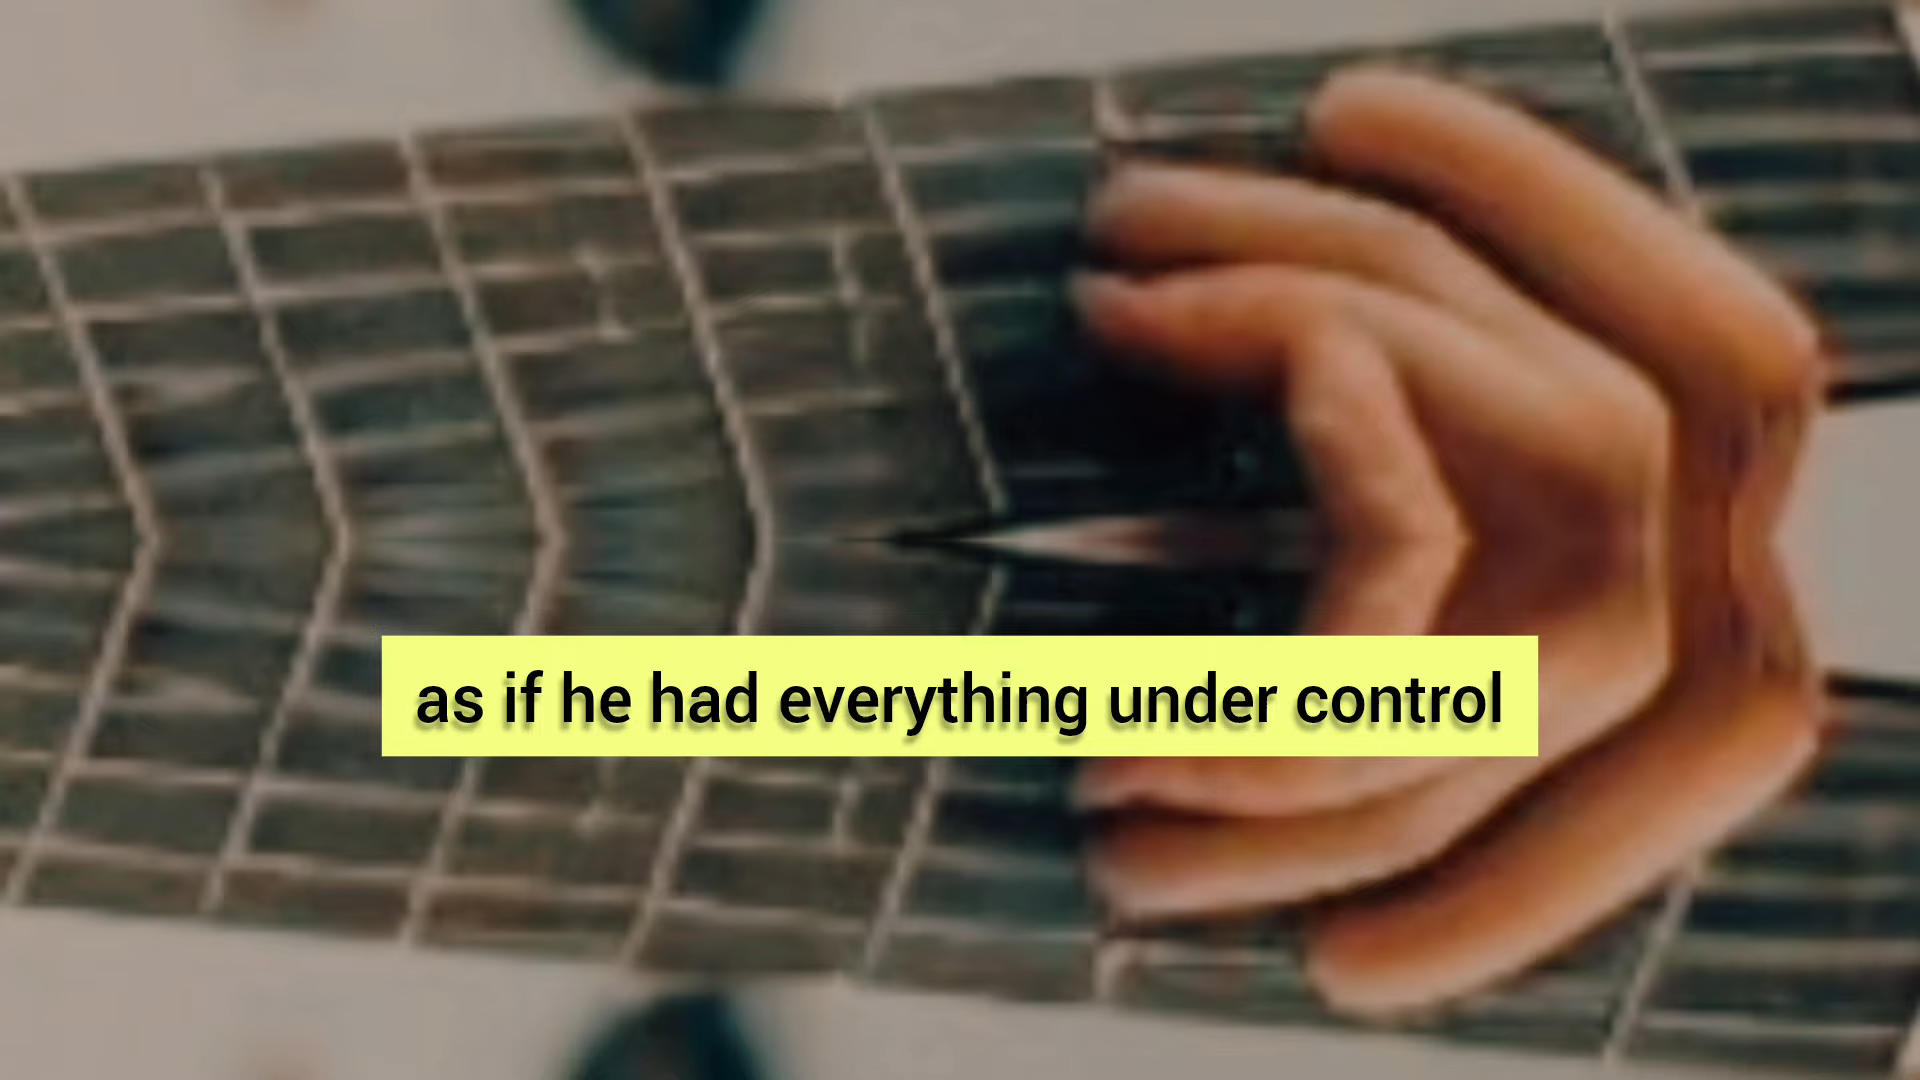 as if he had everything under control